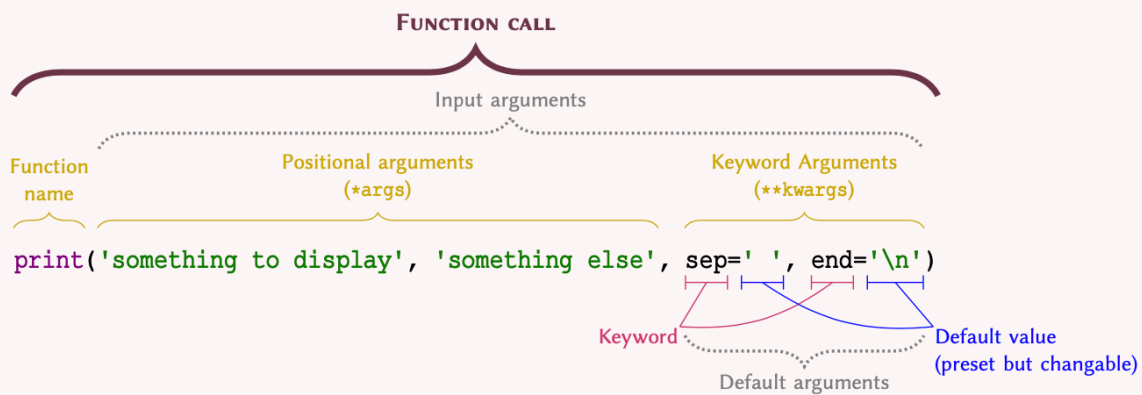 FUNCTION CALL
Input arguments
Function
name
Positional arguments
(*args)
Keyword Arguments
(**kwargs)
print('something to display', 'something else', sep=' ', end='\n')
Keyword
Default value
(preset but changable)
Default arguments